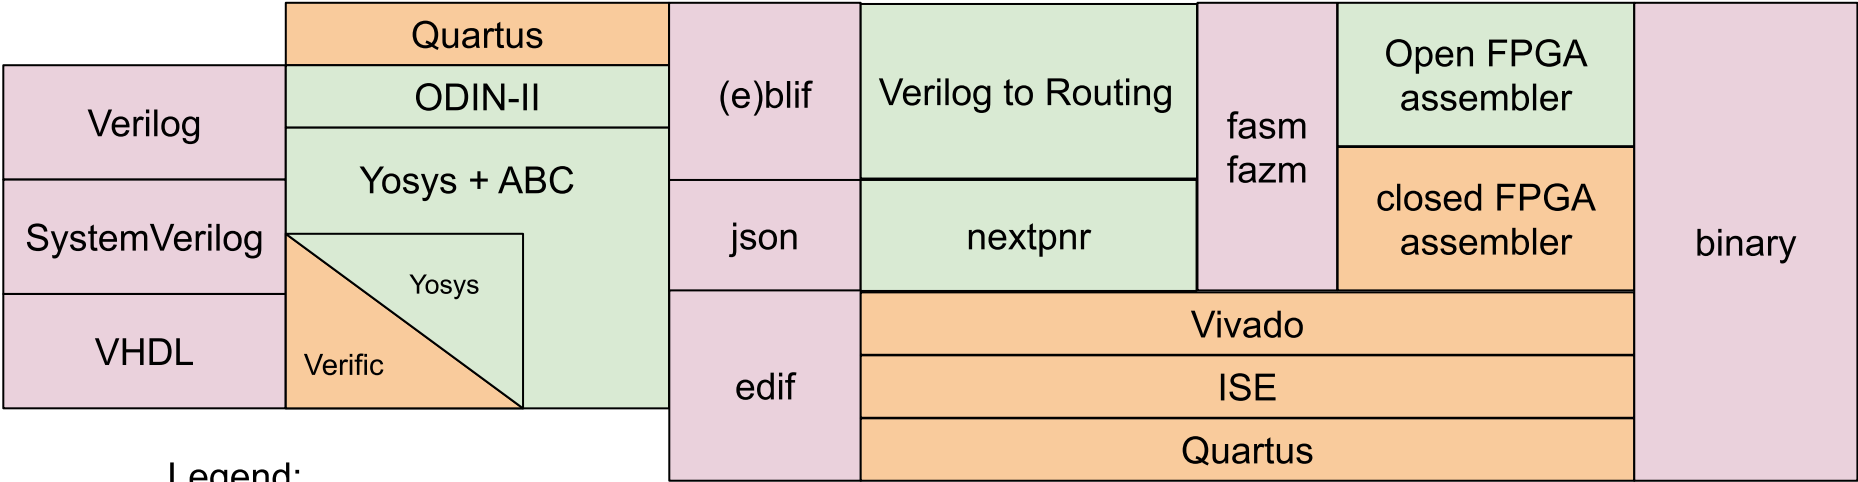 Quartus
ODIN-II
Verilog
Yosys + ABC
SystemVerilog
Yosys
VHDL
Verific
(e)blif
json
edif
Verilog to Routing
nextpnr
fasm
fazm
Open FPGA
assembler
closed FPGA
assembler
Vivado
ISE
Quartus
binary
Legend: